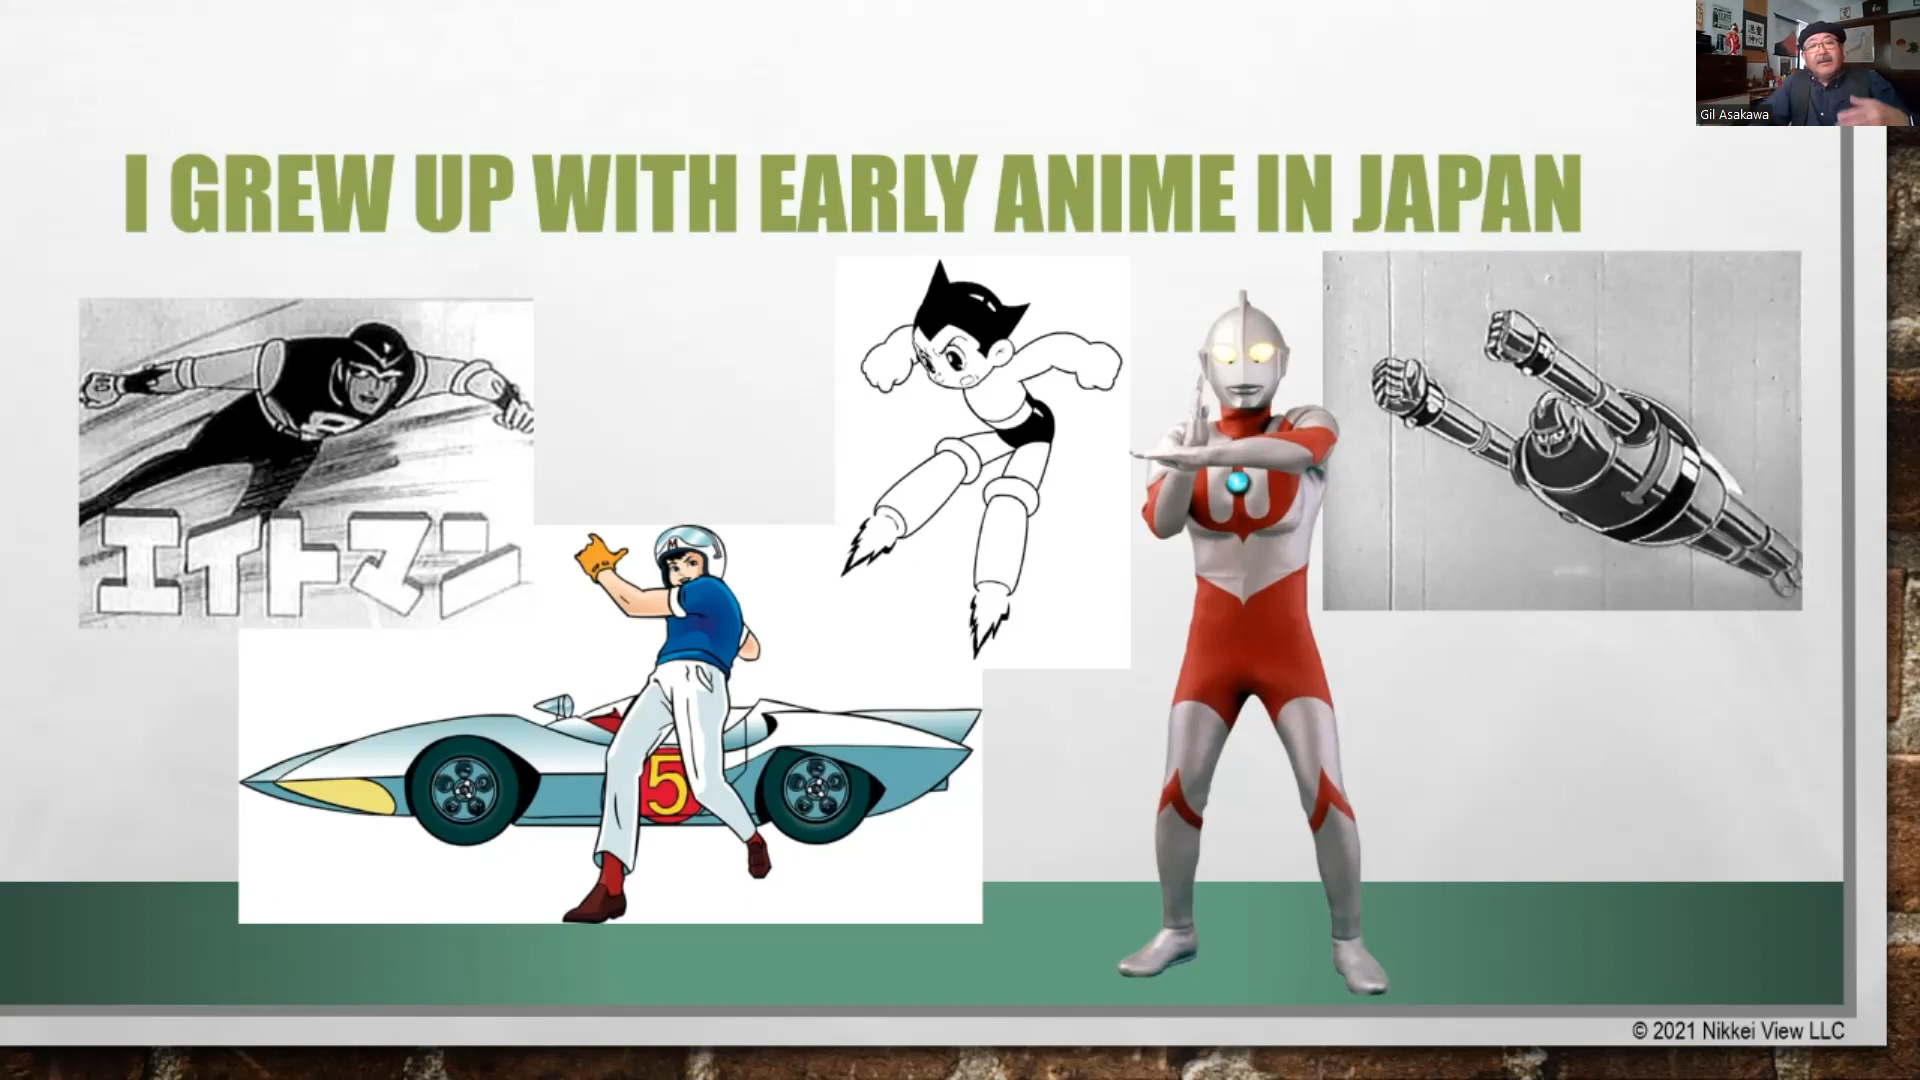 Gil Asakawa
I GREW UP WITH EARLY ANIME IN JAPAN
エイトマン
M
5
© 2021 Nikkei View LLC